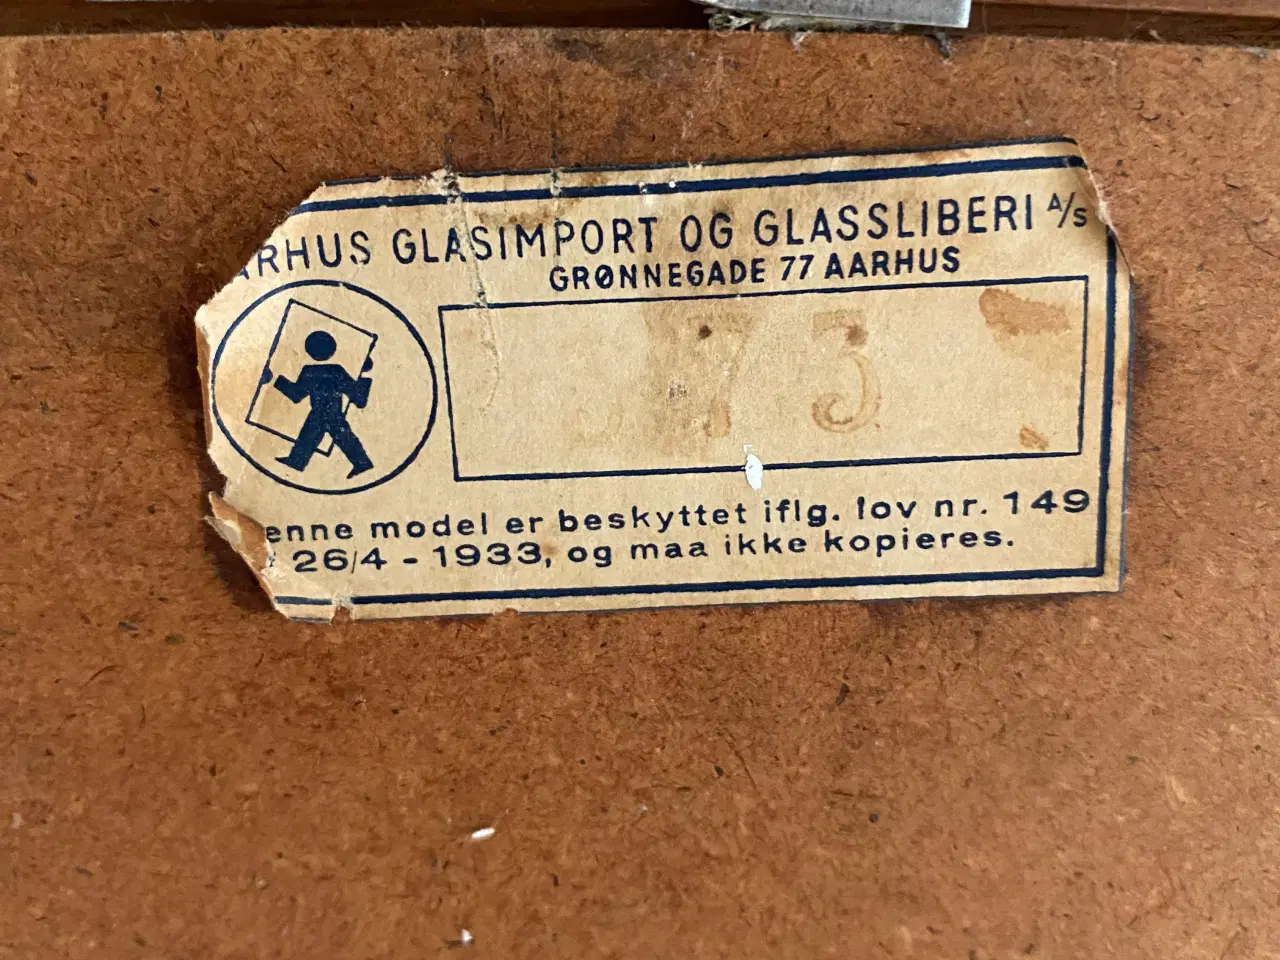 ARHUS GLASIMPORT OG GLASSLIBERI A/S
GRØNNEGADE 77 AARHUS
73
enne model er beskyttet iflg. lov nr. 149
26/4 - 1933, og maa ikke kopieres.